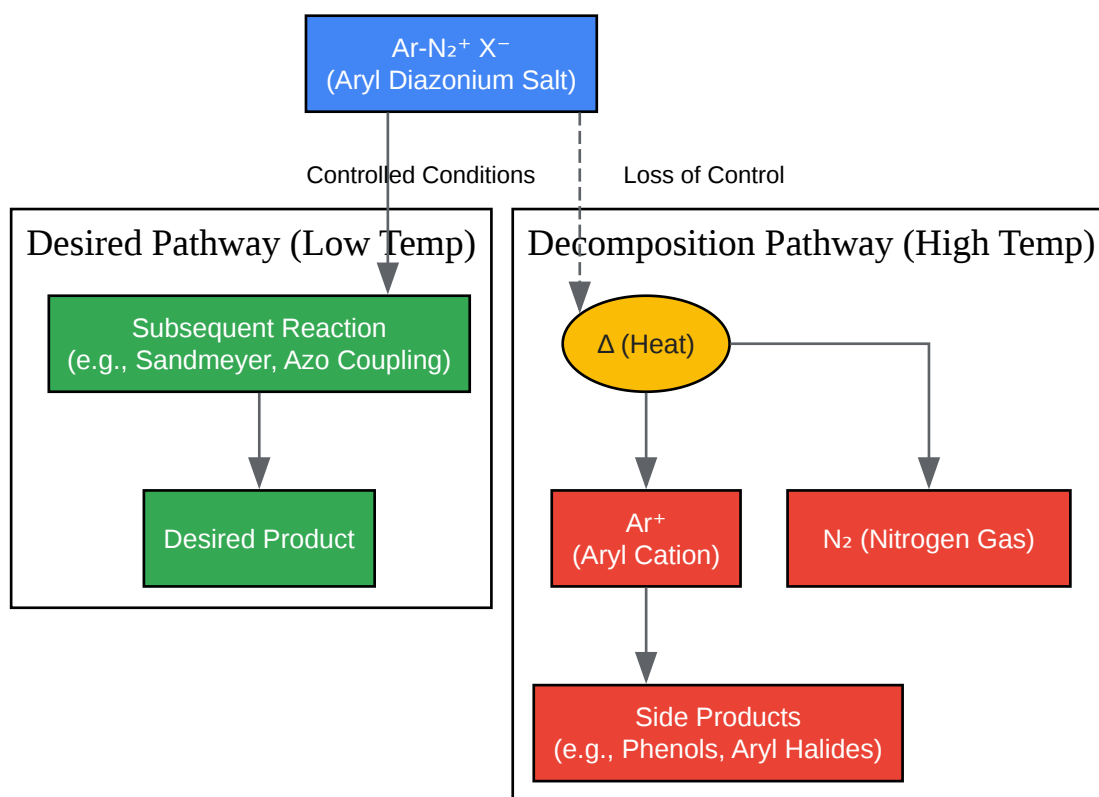 Ar-N₂⁺ X⁻
(Aryl Diazonium Salt)
Controlled Conditions
Loss of Control
Desired Pathway (Low Temp)
Decomposition Pathway (High Temp)
Subsequent Reaction
(e.g., Sandmeyer, Azo Coupling)
Δ (Heat)
Desired Product
Ar⁺
(Aryl Cation)
N₂ (Nitrogen Gas)
Side Products
(e.g., Phenols, Aryl Halides)